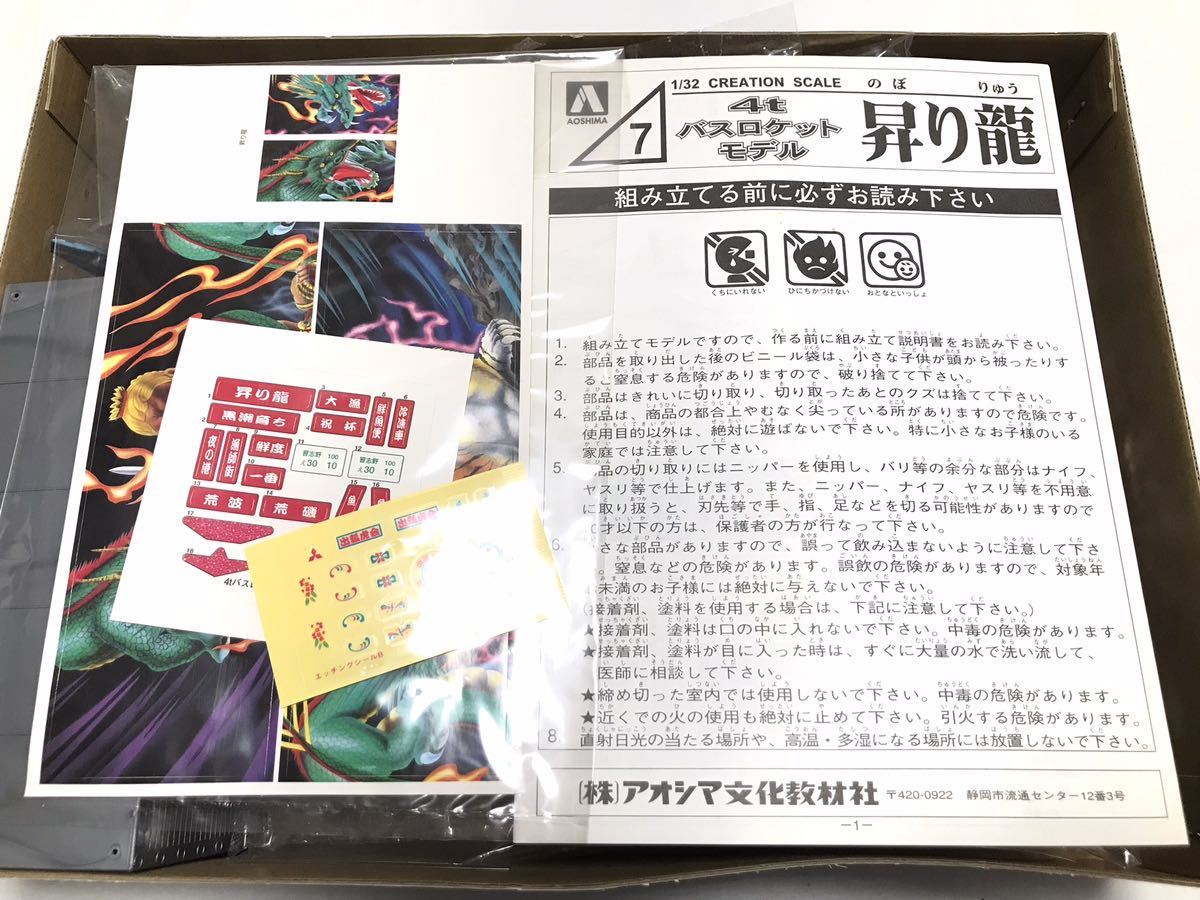 昇り龍
昇り龍
黒潮育ち
大漁
祝杯
鮮魚便
冷凍車
夜の港
漁師街
鮮度
一番
習志野 100
え 30 10
習志野 100
え 30 10
荒波
荒磯
魚
4tバスロ
エッチングシールB
AOSHIMA
7
1/32 CREATION SCALE
4t
バスロケット
モデル
のぼ りゅう
昇り龍
組み立てる前に必ずお読み下さい
くちにいれない
ひにちかつけない
おとなといっしょ
1. 組み立てモデルですので、作る前に組み立て説明書をお読み下さい。
2. 部品を取り出した後のビニール袋は、小さな子供が頭から被ったりす
ると窒息する危険がありますので、破り捨てて下さい。
3. 部品はきれいに切り取り、切り取ったあとのクズは捨てて下さい。
4. 部品は、商品の都合上やむなく尖っている所がありますので危険です。
使用目的以外は、絶対に遊ばないで下さい。特に小さなお子様のいる
家庭では注意して下さい。
5. 品の切り取りにはニッパーを使用し、バリ等の余分な部分はナイフ、
ヤスリ等で仕上げます。また、ニッパー、ナイフ、ヤスリ等を不用意
に取り扱うと、刃先等で手、指、足などを切る可能性がありますので
才以下の方は、保護者の方が行なって下さい。
6. さな部品がありますので、誤って飲み込まないように注意して下さ
。窒息などの危険があります。誤飲の危険がありますので、対象年
未満のお子様には絶対に与えないで下さい。
(接着剤、塗料を使用する場合は、下記に注意して下さい。)
★接着剤、塗料は口の中に入れないで下さい。中毒の危険があります。
★接着剤、塗料が目に入った時は、すぐに大量の水で洗い流して、
医師に相談して下さい。
★締め切った室内では使用しないで下さい。中毒の危険があります。
★近くでの火の使用も絶対に止めて下さい。引火する危険があります。
8 直射日光の当たる場所や、高温・多湿になる場所には放置しないで下さい。
(株)アオシマ文化教材社 〒420-0922 静岡市流通センター12番3号
—1—